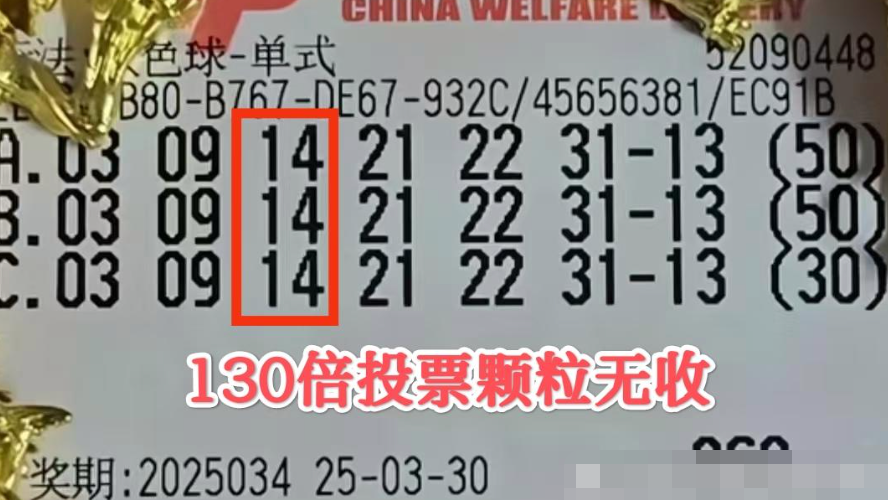 CHINA WELFARE LOTTERY
法: 色球-单式 52090448
B80-B767-DE67-932C/45656381/EC91B
A.03 09 14 21 22 31-13 (50)
B.03 09 14 21 22 31-13 (50)
C.03 09 14 21 22 31-13 (30)
130倍投票颗粒无收
奖期:2025034 25-03-30